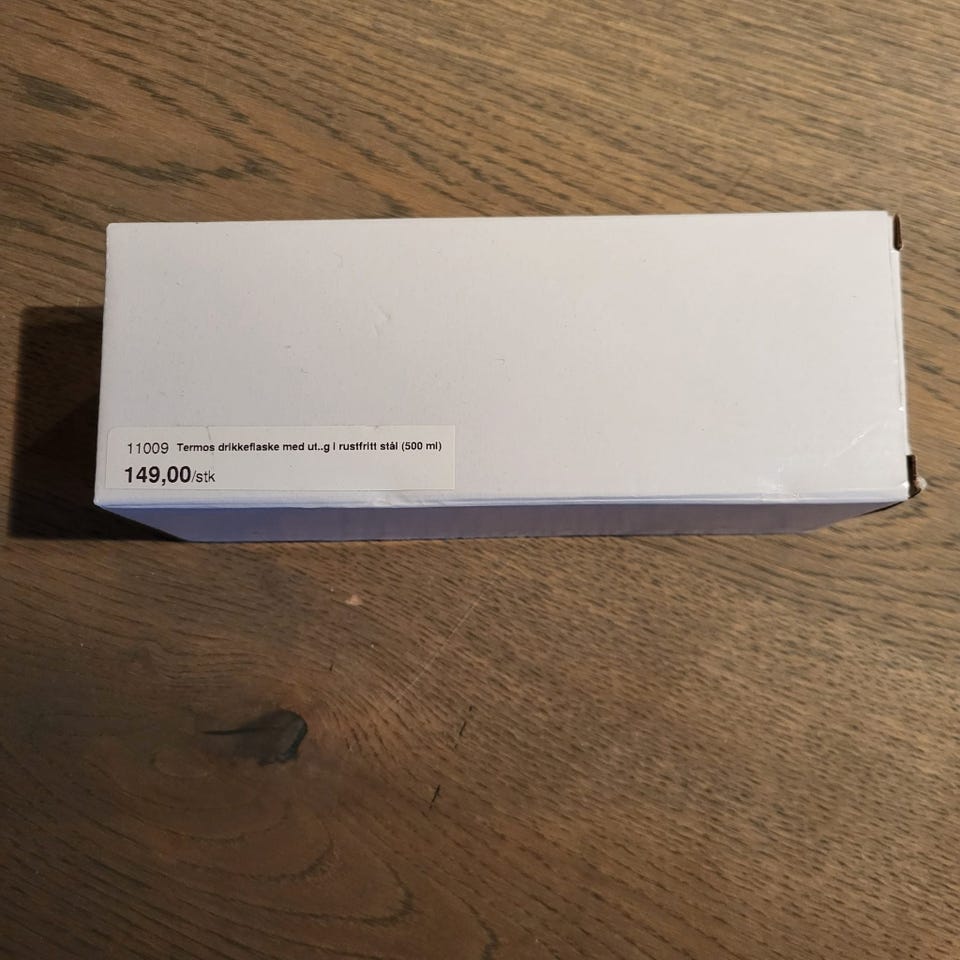 11009 Termos drikkeflaske med ut..g i rustfritt stål (500 ml)
149,00/stk